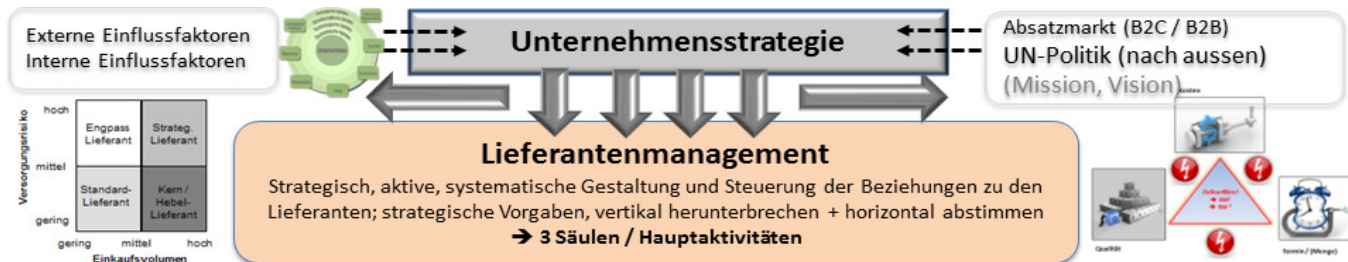 Externe Einflussfaktoren
Interne Einflussfaktoren
Unternehmensstrategie
Absatzmarkt (B2C / B2B)
UN-Politik (nach aussen)
(Mission, Vision)
Versorgungsrisiko
hoch
mittel
gering
Engpass
Lieferant
Strateg.
Lieferant
Standard-
Lieferant
Kern /
Hebel-
Lieferant
gering mittel hoch
Einkaufsvolumen
Lieferantenmanagement
Strategisch, aktive, systematische Gestaltung und Steuerung der Beziehungen zu den
Lieferanten; strategische Vorgaben, vertikal herunterbrechen + horizontal abstimmen
➔ 3 Säulen / Hauptaktivitäten
Qualität
Termin / (Menge)